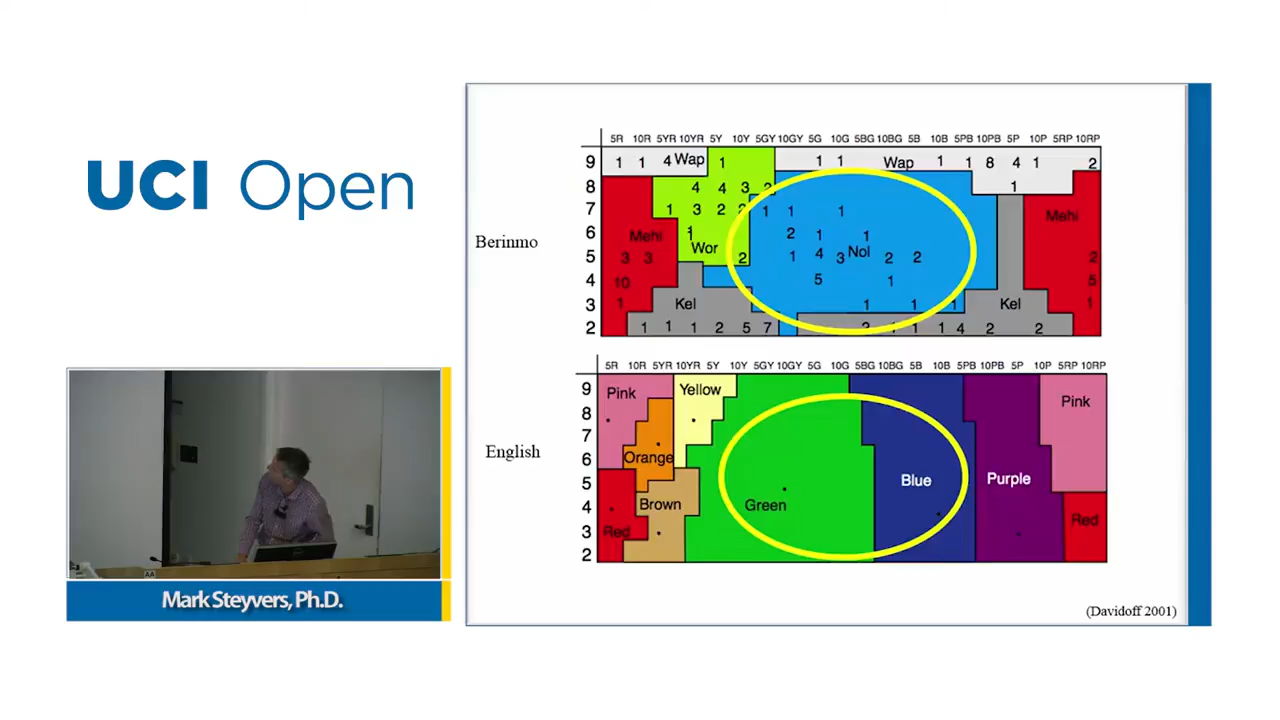 UCI Open
5R 10R 5YR 10YR 5Y 10Y 5GY 10GY 5G 10G 5BG 10BG 5B 10B 5PB 10PB 5P 10P 5RP 10RP
9 1 1 4 Wap 1 1 1 Wap 1 1 8 4 1 2
8 4 4 3 2 1
7 1 3 2 2 1 1 1 Mehi
6 Mehi 1 2 1 1
Berinmo Wor Nol
5 3 3 2 1 4 3 2 2 2
4 10 5 1 5
3 1 Kel 1 1 1 Kel 1
2 1 1 1 2 5 7 2 1 1 1 4 2 2
5R 10R 5YR 10YR 5Y 10Y 5GY 10GY 5G 10G 5BG 10BG 5B 10B 5PB 10PB 5P 10P 5RP 10RP
9 Pink Yellow Pink
8
7
English
6 Orange
5 Blue Purple
4 Brown Green
3 Red Red
2
(Davidoff 2001)
AA
Mark Steyvers, Ph.D.